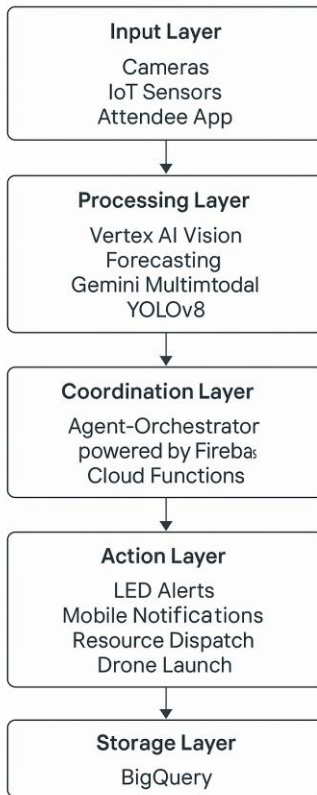 Input Layer
Cameras
IoT Sensors
Attendee App
Processing Layer
Vertex AI Vision
Forecasting
Gemini Multimtodal
YOLOv8
Coordination Layer
Agent-Orchestrator
powered by Firebas
Cloud Functions
Action Layer
LED Alerts
Mobile Notifications
Resource Dispatch
Drone Launch
Storage Layer
BigQuery